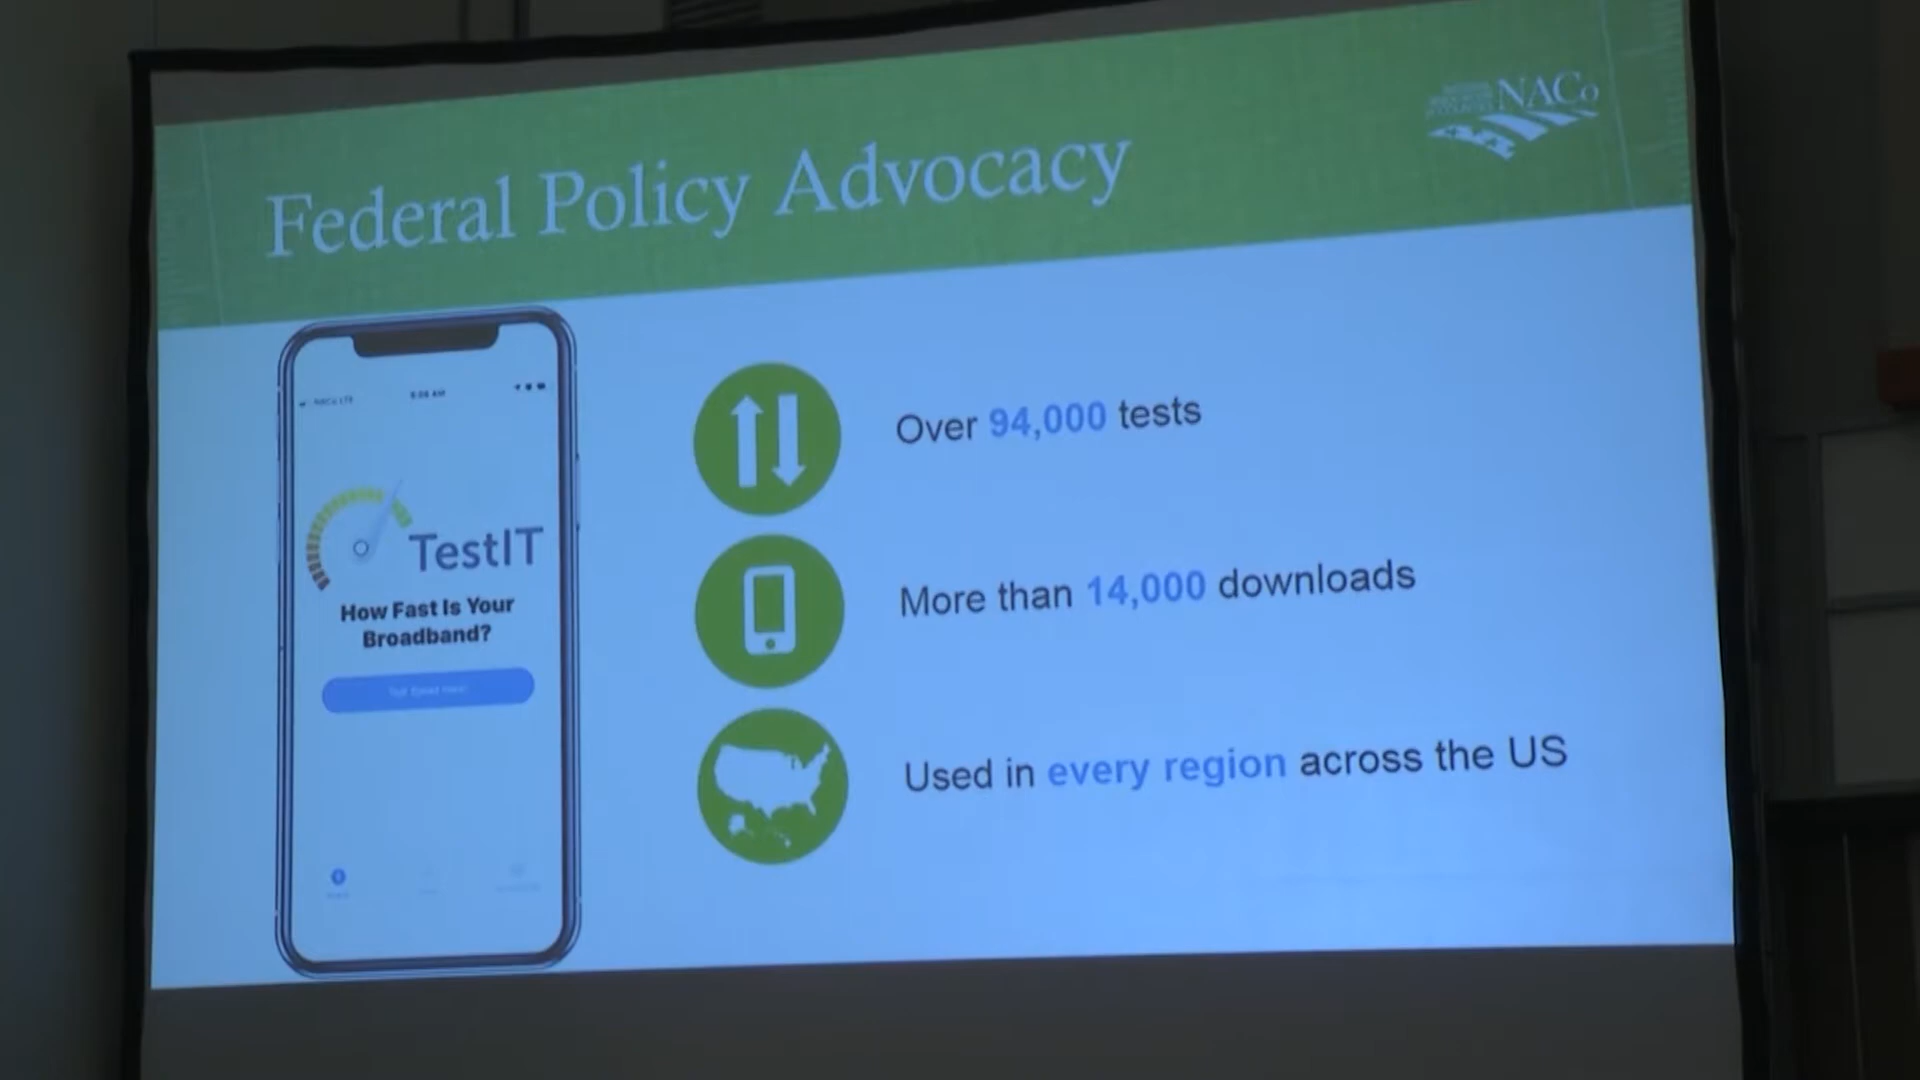 NACo
Federal Policy Advocacy
TestIT
How Fast Is Your
Broadband?
Over 94,000 tests
More than 14,000 downloads
Used in every region across the US